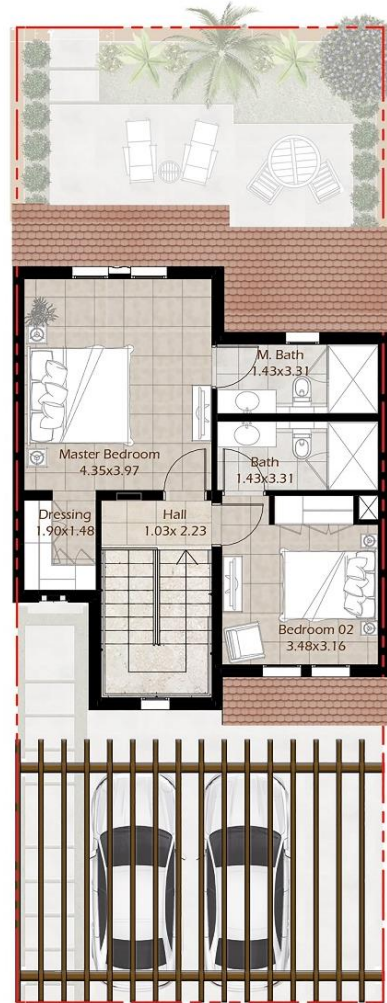 M. Bath
1.43x3.31
Master Bedroom
4.35x3.97
Bath
1.43x3.31
Dressing
1.90x1.48
Hall
1.03x 2.23
Bedroom 02
3.48x3.16